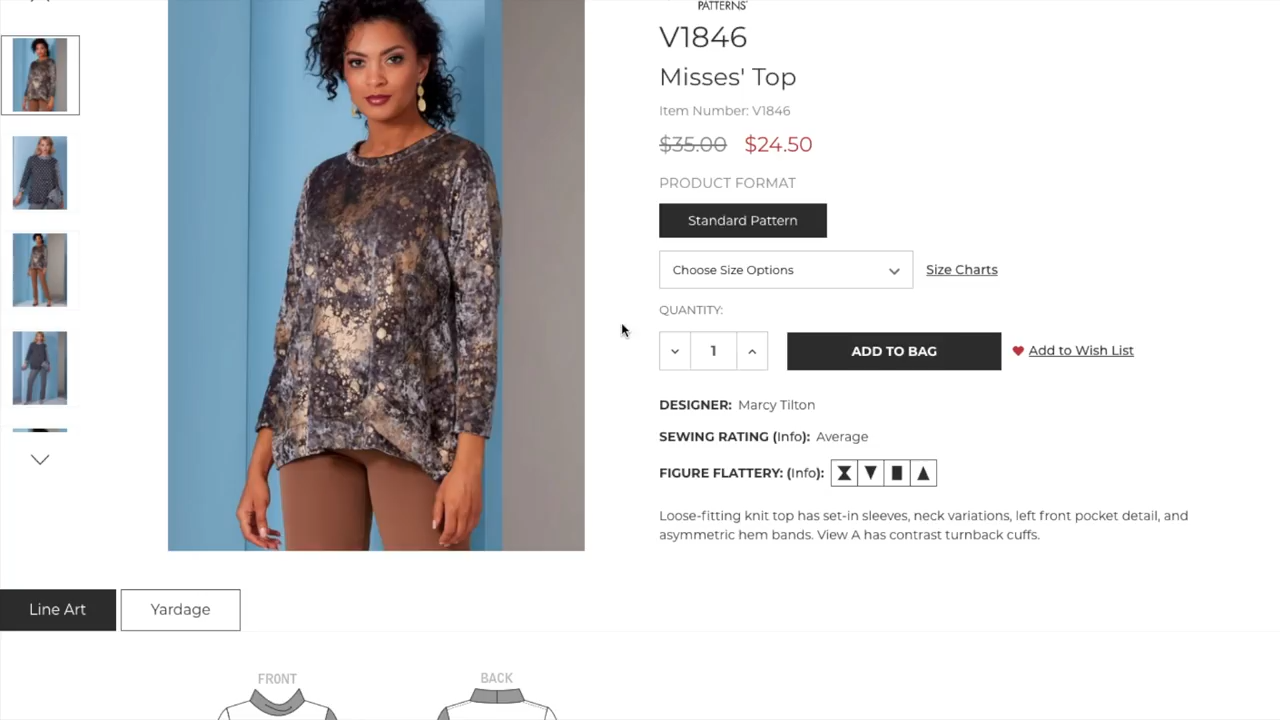 PATTERNS'
V1846
Misses' Top
Item Number: V1846
$35.00 $24.50
PRODUCT FORMAT
Standard Pattern
Choose Size Options
Size Charts
QUANTITY:
1
ADD TO BAG
Add to Wish List
DESIGNER: Marcy Tilton
SEWING RATING (Info): Average
FIGURE FLATTERY: (Info):
Loose-fitting knit top has set-in sleeves, neck variations, left front pocket detail, and
asymmetric hem bands. View A has contrast turnback cuffs.
Line Art
Yardage
FRONT
BACK